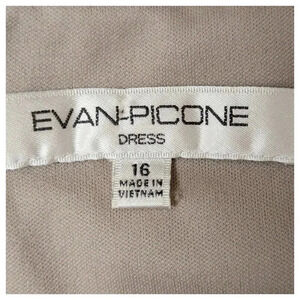 EVAN-PICONE
DRESS
16
MADE IN
VIETNAM